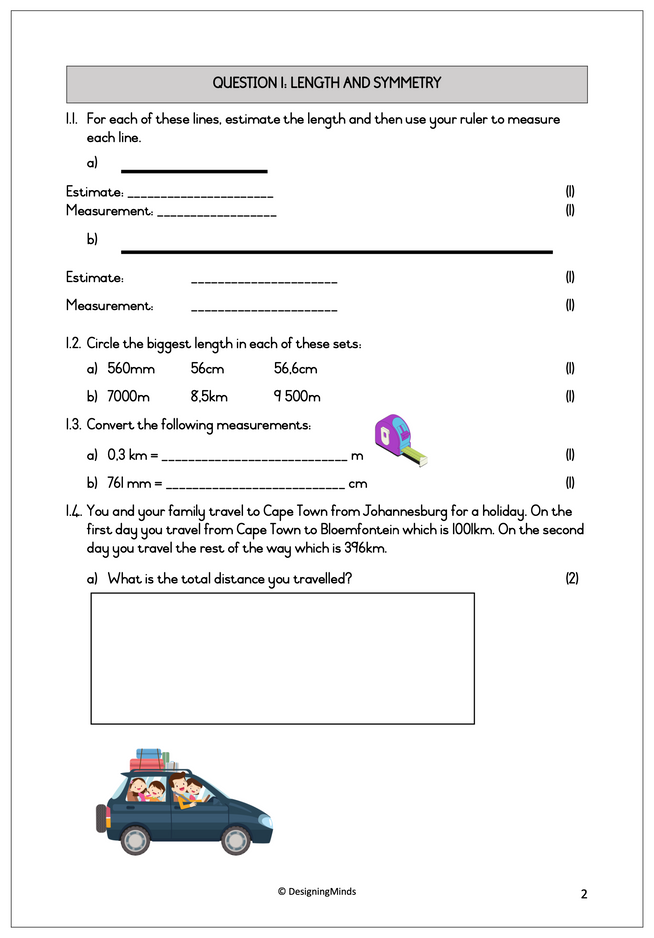 QUESTION 1: LENGTH AND SYMMETRY
1.1. For each of these lines, estimate the length and then use your ruler to measure
each line.
a)
Estimate: ______________________ (1)
Measurement: __________________ (1)
b)
Estimate: ______________________ (1)
Measurement: ______________________ (1)
1.2. Circle the biggest length in each of these sets:
a) 560mm 56cm 56,6cm (1)
b) 7000m 8,5km 9 500m (1)
1.3. Convert the following measurements:
a) 0,3 km = ____________________________ m (1)
b) 761 mm = ___________________________ cm (1)
1.4. You and your family travel to Cape Town from Johannesburg for a holiday. On the
first day you travel from Cape Town to Bloemfontein which is 1001km. On the second
day you travel the rest of the way which is 396km.
a) What is the total distance you travelled? (2)
© DesigningMinds
2